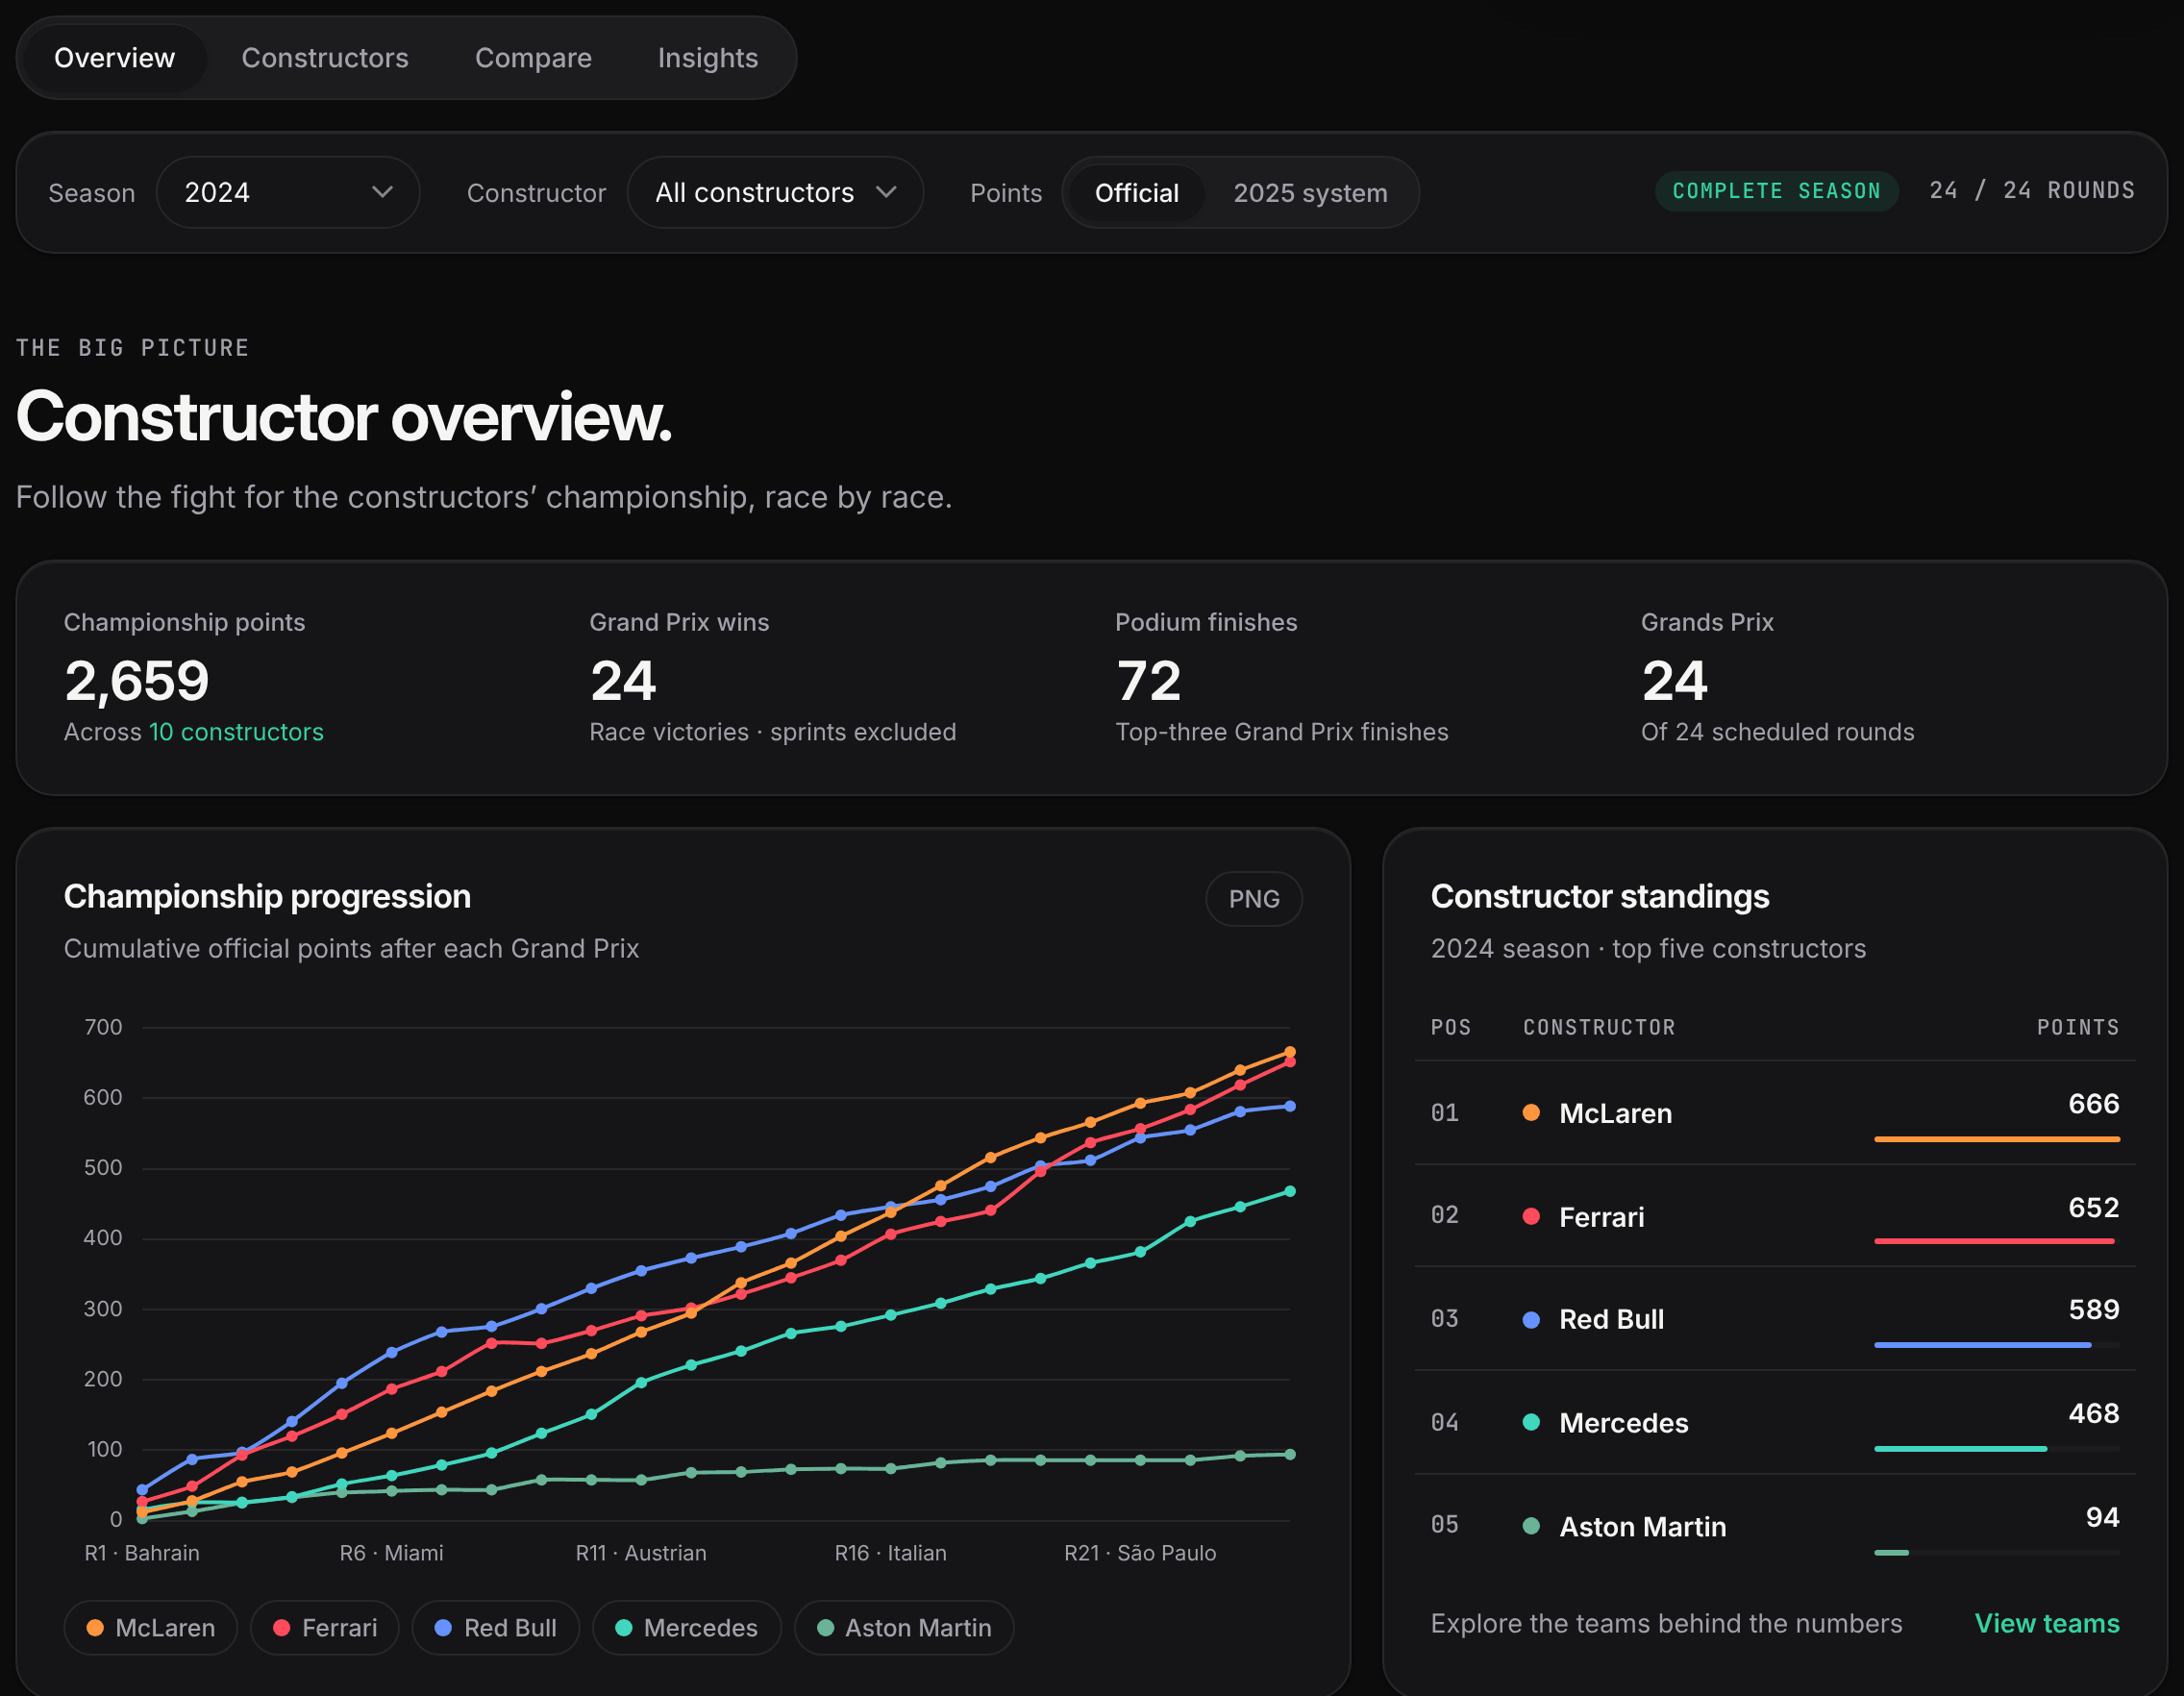 Overview Constructors Compare Insights
Season 2024 Constructor All constructors Points Official 2025 system COMPLETE SEASON 24 / 24 ROUNDS
THE BIG PICTURE
Constructor overview.
Follow the fight for the constructors’ championship, race by race.
Championship points
2,659
Across 10 constructors
Grand Prix wins
24
Race victories · sprints excluded
Podium finishes
72
Top-three Grand Prix finishes
Grands Prix
24
Of 24 scheduled rounds
Championship progression
PNG
Cumulative official points after each Grand Prix
700
600
500
400
300
200
100
0
R1 · Bahrain R6 · Miami R11 · Austrian R16 · Italian R21 · São Paulo
McLaren Ferrari Red Bull Mercedes Aston Martin
Constructor standings
2024 season · top five constructors
POS CONSTRUCTOR POINTS
01 McLaren 666
02 Ferrari 652
03 Red Bull 589
04 Mercedes 468
05 Aston Martin 94
Explore the teams behind the numbers View teams